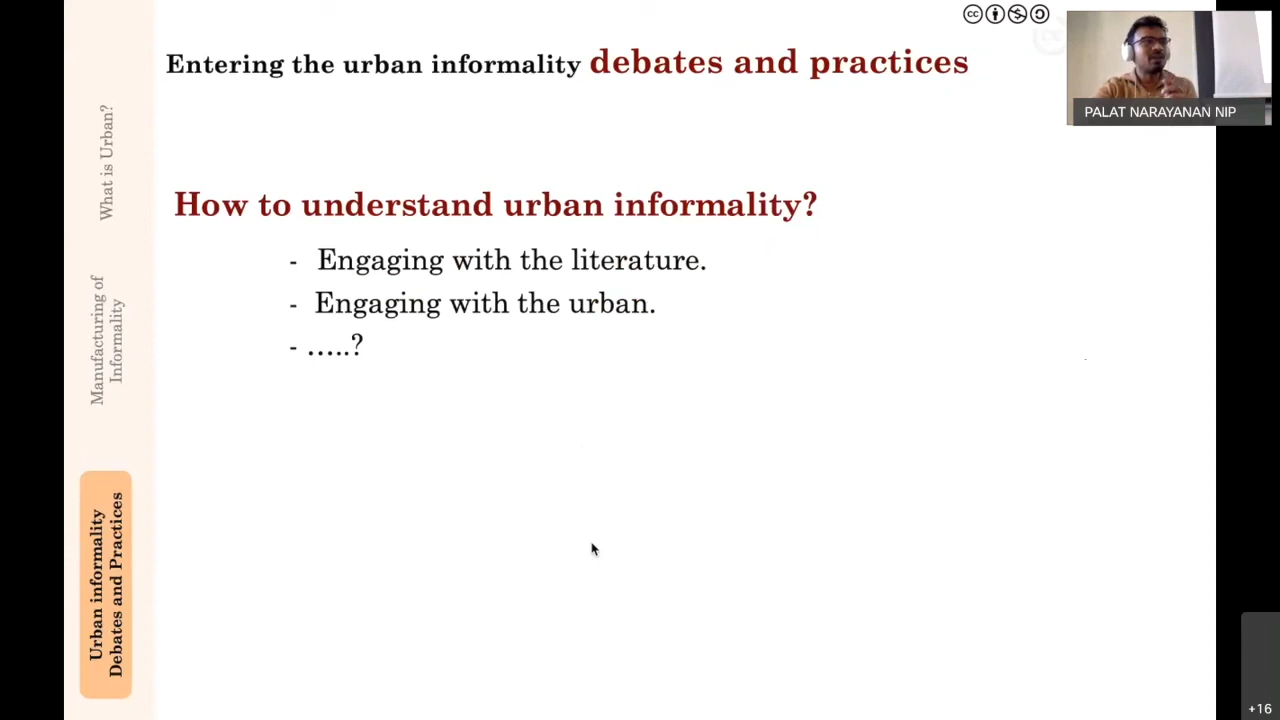 Entering the urban informality debates and practices
PALAT NARAYANAN NIP
What is Urban?
Manufacturing of
Informality
Urban informality
Debates and Practices
How to understand urban informality?
- Engaging with the literature.
- Engaging with the urban.
- …..?
+16